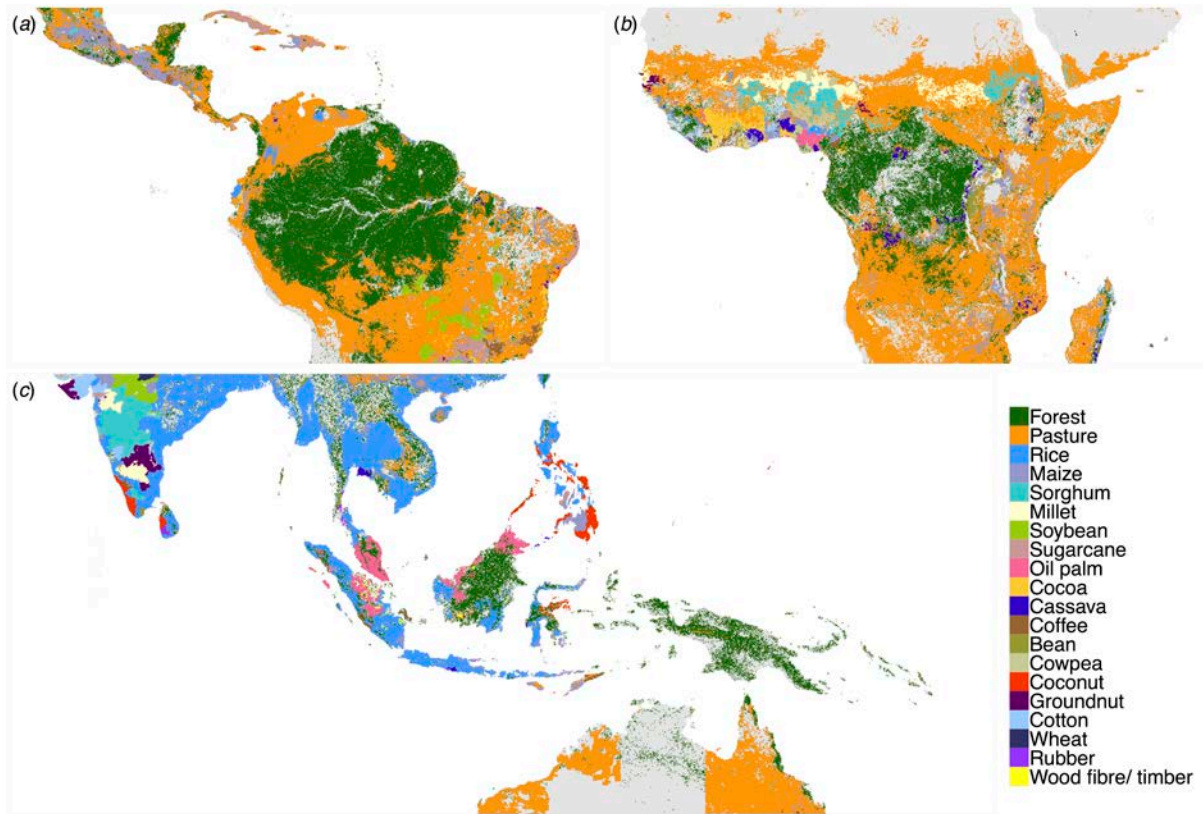 (a)
(b)
(c)
Forest
Pasture
Rice
Maize
Sorghum
Millet
Soybean
Sugarcane
Oil palm
Cocoa
Cassava
Coffee
Bean
Cowpea
Coconut
Groundnut
Cotton
Wheat
Rubber
Wood fibre/ timber